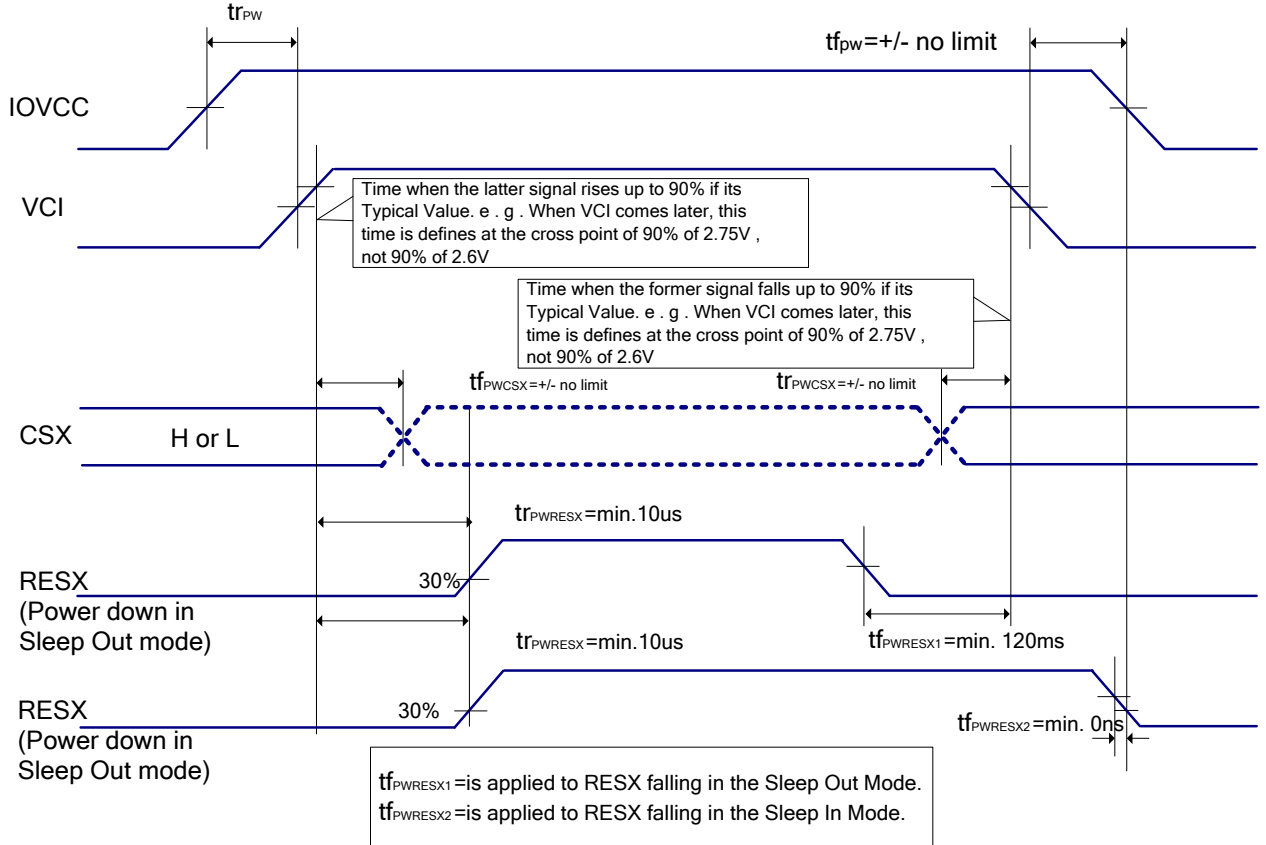 trPW
tfpw=+/- no limit
IOVCC
VCI
Time when the latter signal rises up to 90% if its
Typical Value. e . g . When VCI comes later, this
time is defines at the cross point of 90% of 2.75V ,
not 90% of 2.6V
Time when the former signal falls up to 90% if its
Typical Value. e . g . When VCI comes later, this
time is defines at the cross point of 90% of 2.75V ,
not 90% of 2.6V
tfPWCSX=+/- no limit
trPWCSX=+/- no limit
CSX
H or L
trPWRESX=min.10us
30%
RESX
(Power down in
Sleep Out mode)
trPWRESX=min.10us
tfPWRESX1=min. 120ms
30%
RESX
(Power down in
Sleep Out mode)
tfPWRESX2=min. 0ns
tfPWRESX1=is applied to RESX falling in the Sleep Out Mode.
tfPWRESX2=is applied to RESX falling in the Sleep In Mode.